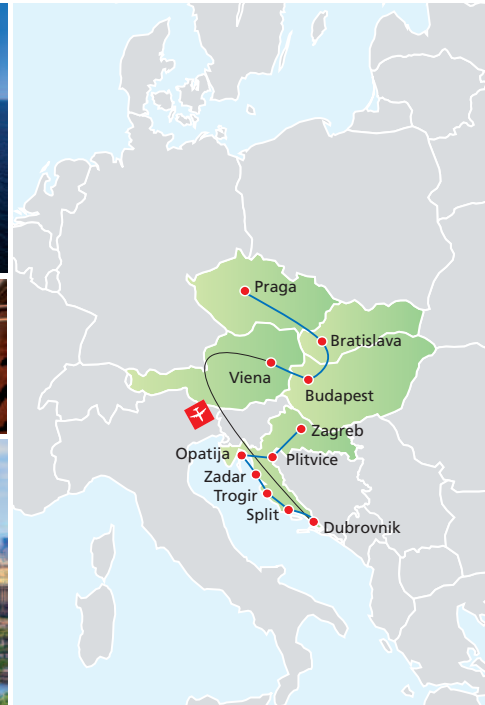 Praga
Bratislava
Viena
Budapest
Zagreb
Opatija
Plitvice
Zadar
Trogir
Split
Dubrovnik